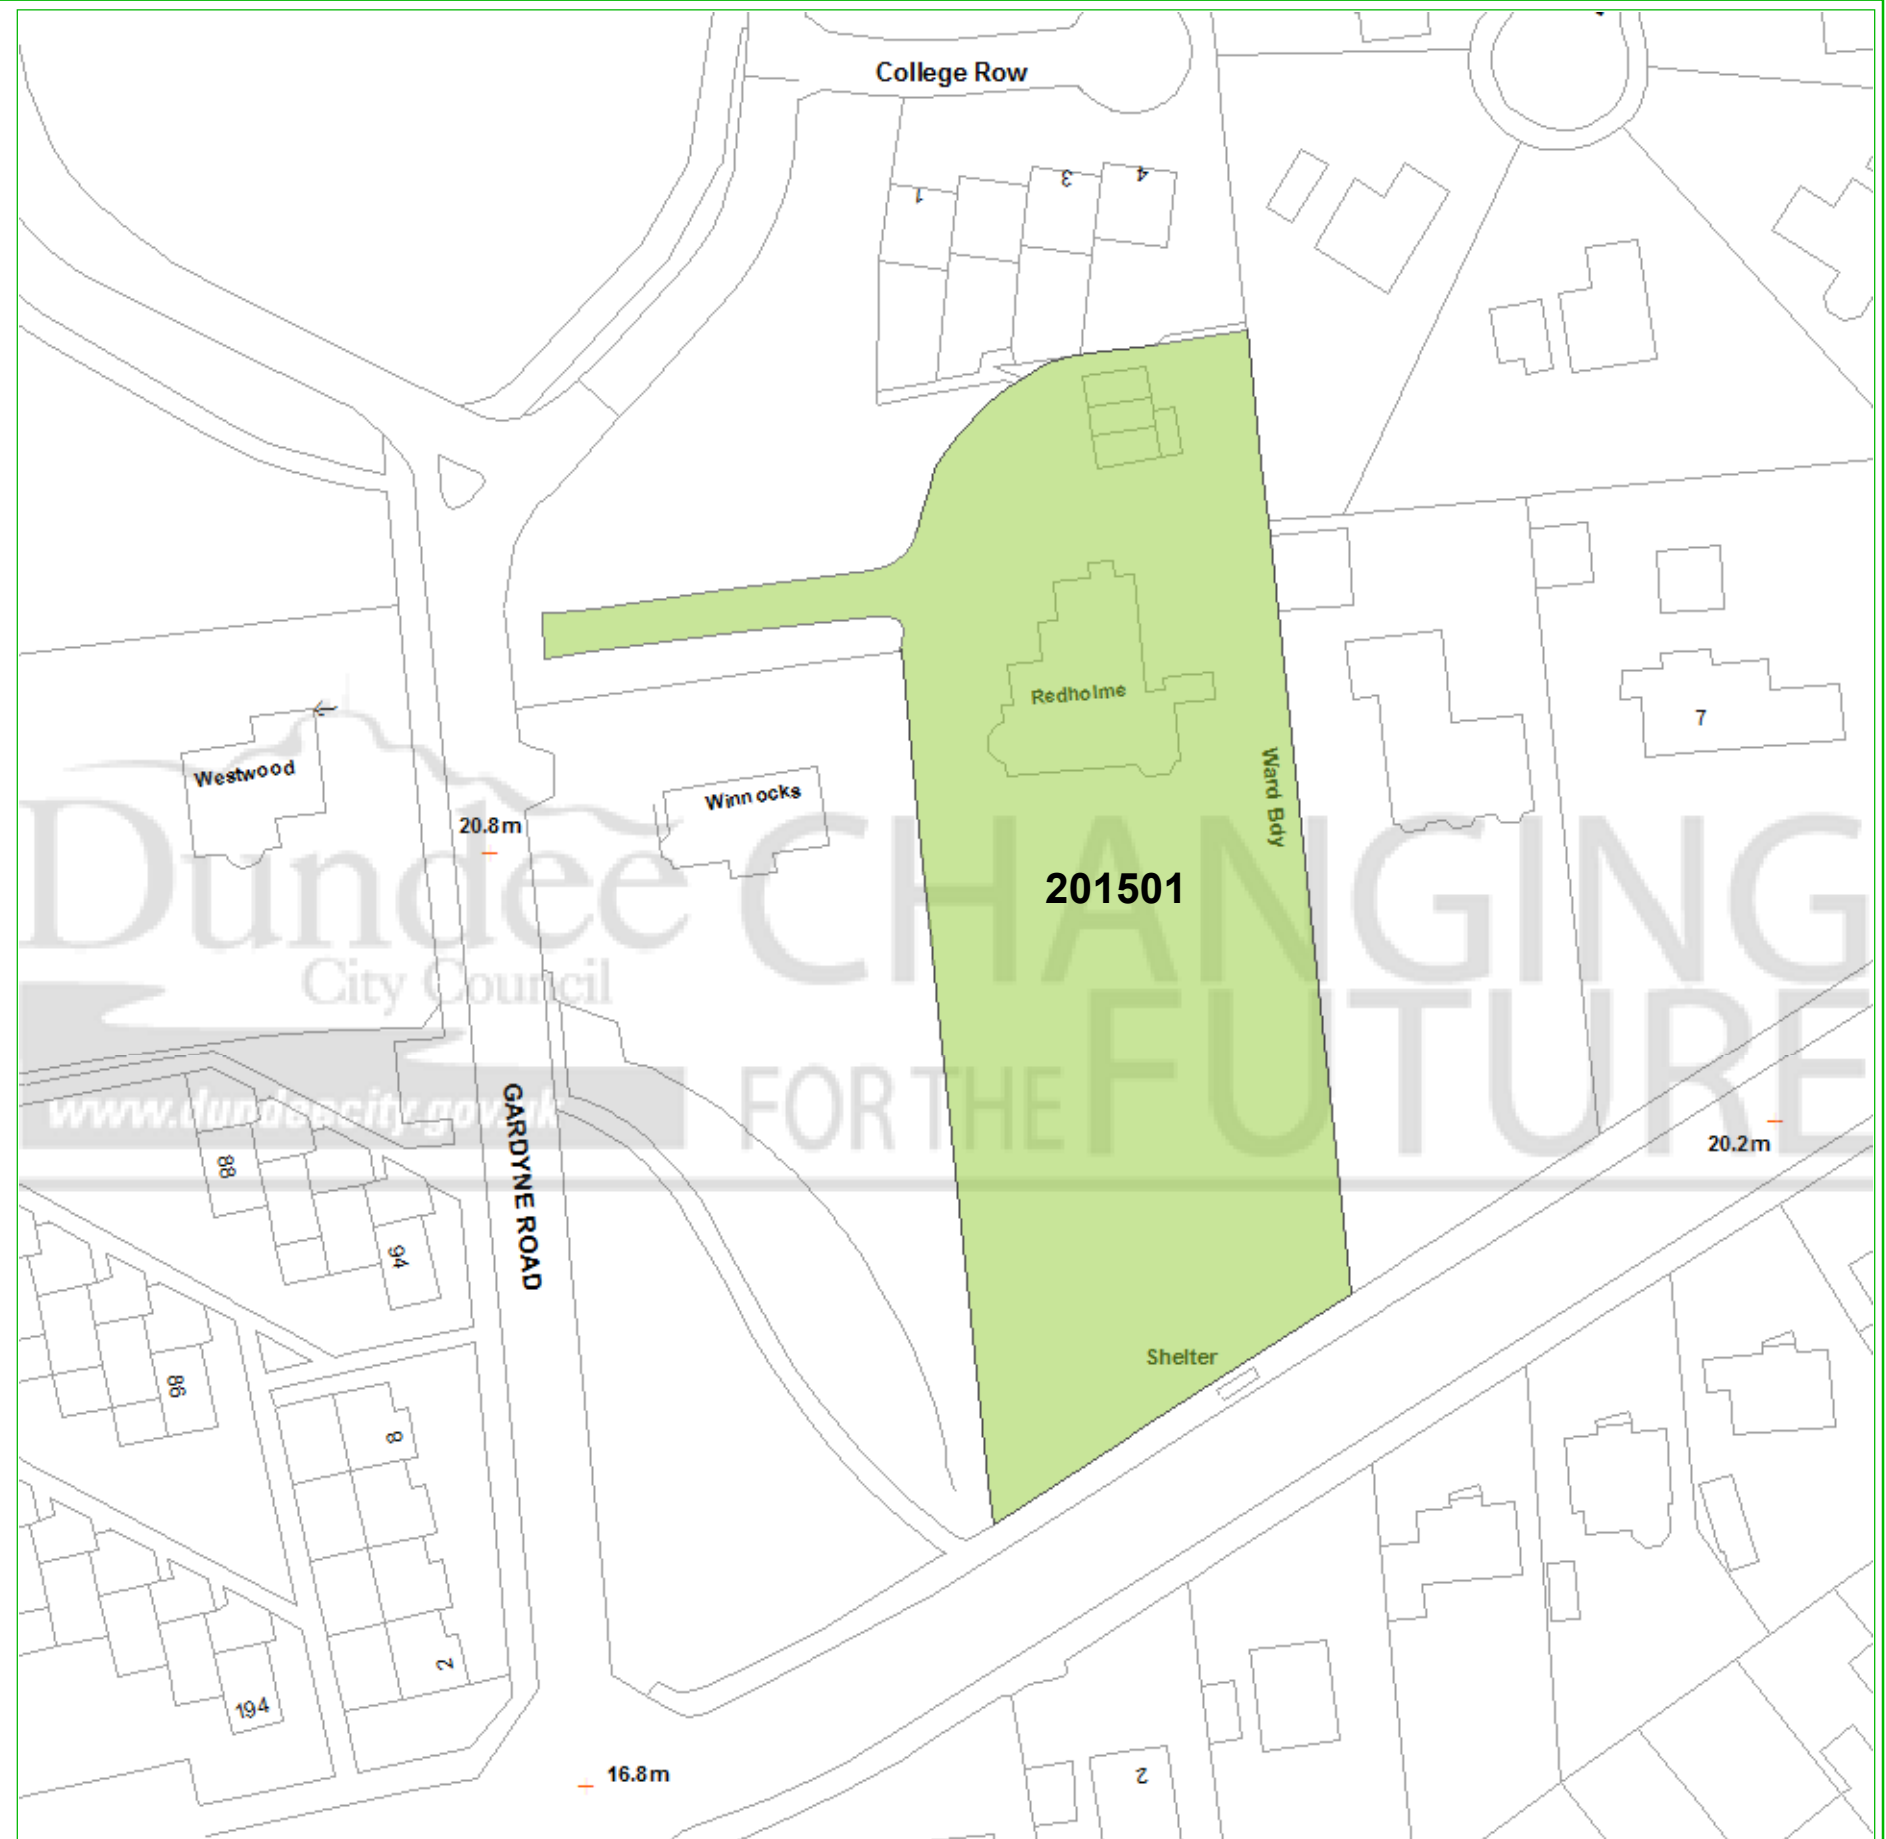 College Row
1
3
4
Redholme
7
Westwood
Winnocks
20.8m
Ward Bdy
201501
Dundee
City Council
CHANGING
FOR THE FUTURE
www.dundeecity.gov.uk
GARDYNE ROAD
20.2m
88
94
86
Shelter
8
2
194
16.8m
2